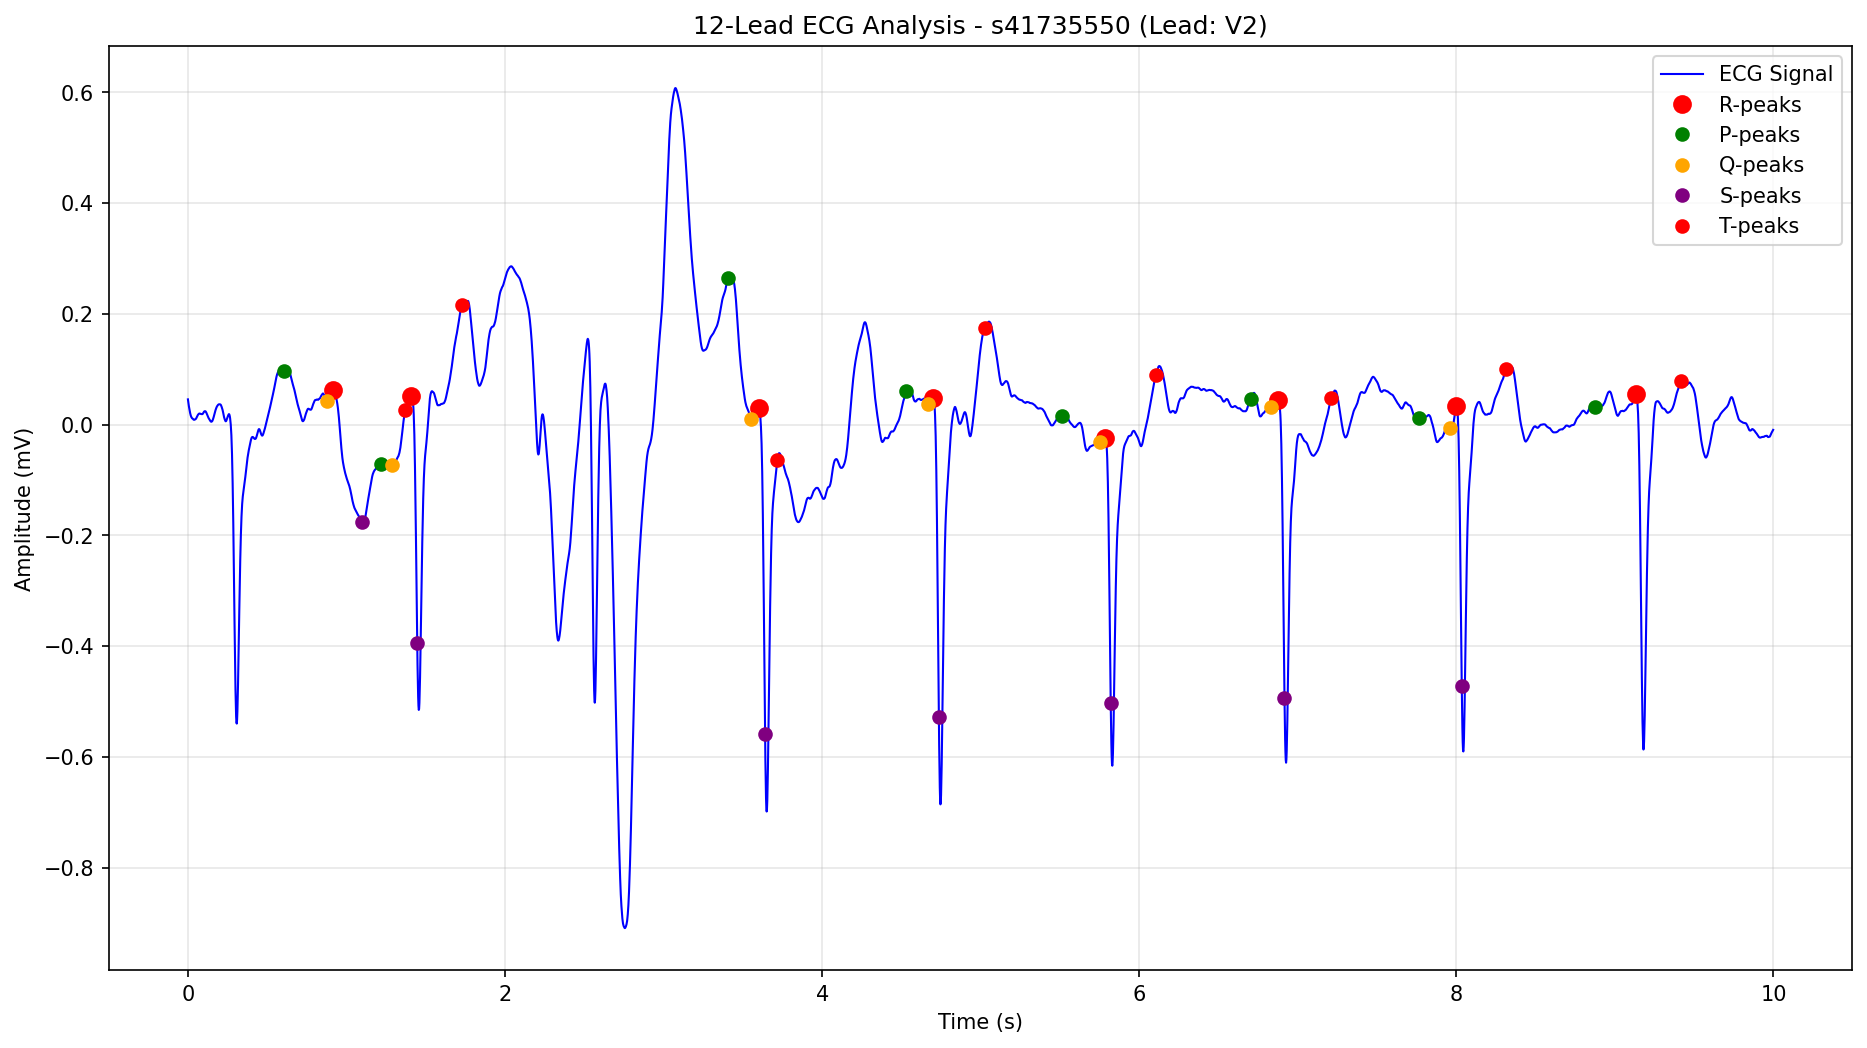 12-Lead ECG Analysis - s41735550 (Lead: V2)
ECG Signal
R-peaks
P-peaks
Q-peaks
S-peaks
T-peaks
Amplitude (mV)
0.6
0.4
0.2
0.0
−0.2
−0.4
−0.6
−0.8
0 2 4 6 8 10
Time (s)